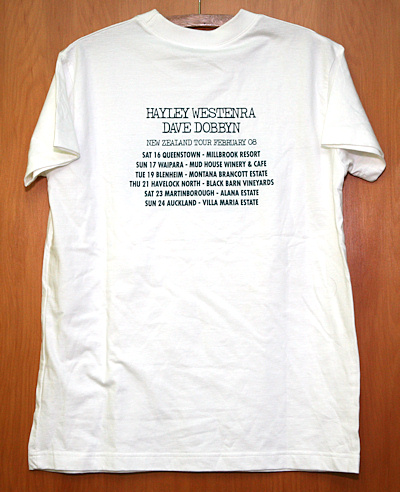 HAYLEY WESTENRA
DAVE DOBBYN
NEW ZEALAND TOUR FEBRUARY 08
SAT 16 QUEENSTOWN - MILLBROOK RESORT
SUN 17 WAIPARA - MUD HOUSE WINERY & CAFE
TUE 19 BLENHEIM - MONTANA BRANCOTT ESTATE
THU 21 HAVELOCK NORTH - BLACK BARN VINEYARDS
SAT 23 MARTINBOROUGH - ALANA ESTATE
SUN 24 AUCKLAND - VILLA MARIA ESTATE